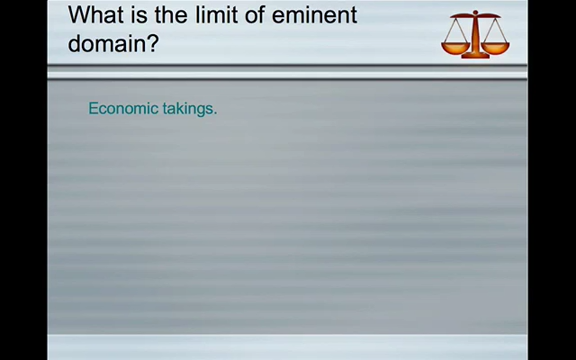 What is the limit of eminent
domain?
Economic takings.